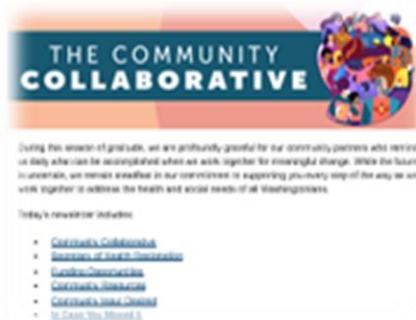 THE COMMUNITY
COLLABORATIVE
During this season of gratitude, we are profoundly grateful for our community partners who remind
us daily what can be accomplished when we work together for meaningful change. While the future
is uncertain, we remain steadfast in our commitment to supporting you every step of the way as we
work together to address the health and social needs of all Washingtonians.
Today's newsletter includes:
Community Collaborative
Secretary of Health
Funding Opportunities
Community Resources
Community Input Desired
In Case You Missed It